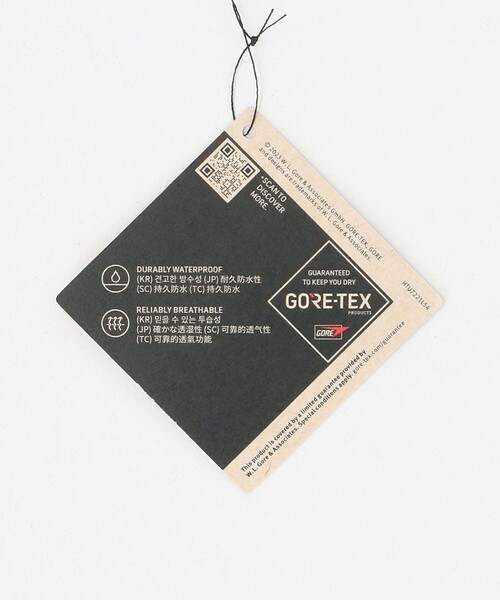 © 2023 W. L. Gore & Associates GmbH. GORE-TEX, GORE
and designs are trademarks of W. L. Gore & Associates.
•SCAN TO
DISCOVER
MORE.
DURABLY WATERPROOF
(KR) 견고한 방수성 (JP) 耐久防水性
(SC) 持久防水 (TC) 持久防水
RELIABLY BREATHABLE
(KR) 믿을 수 있는 투습성
(JP) 確かな透湿性 (SC) 可靠的透气性
(TC) 可靠的透氣功能
GUARANTEED
TO KEEP YOU DRY
GORE-TEX
PRODUCTS
GORE
HTU7221LS4
This product is covered by a limited guarantee provided by
W. L. Gore & Associates. Special conditions apply. gore-tex.com/guarantee